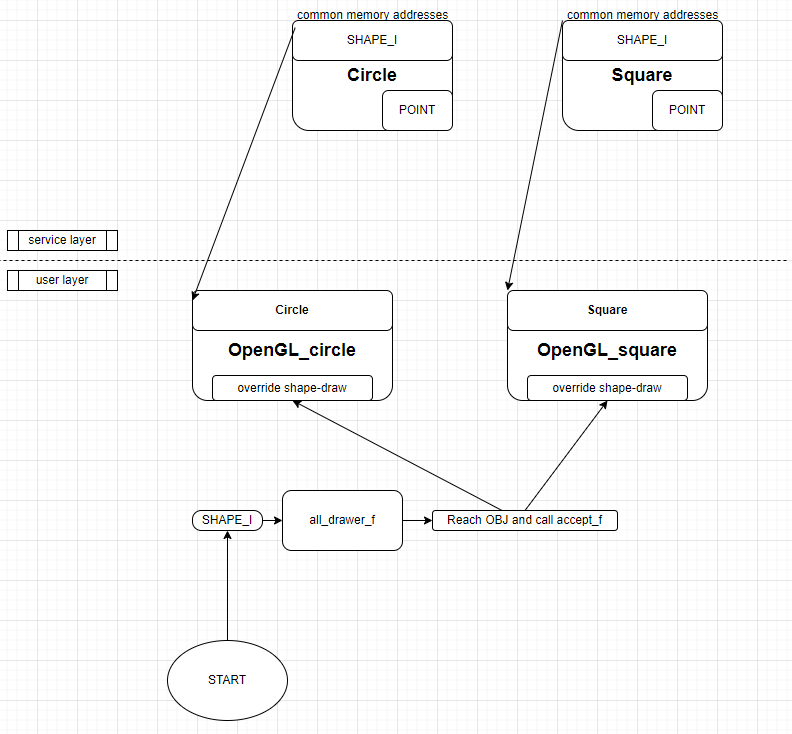 common memory addresses
common memory addresses
SHAPE_I
SHAPE_I
Circle
Square
POINT
POINT
service layer
user layer
Circle
Square
OpenGL_circle
OpenGL_square
override shape-draw
override shape-draw
SHAPE_I
all_drawer_f
Reach OBJ and call accept_f
START